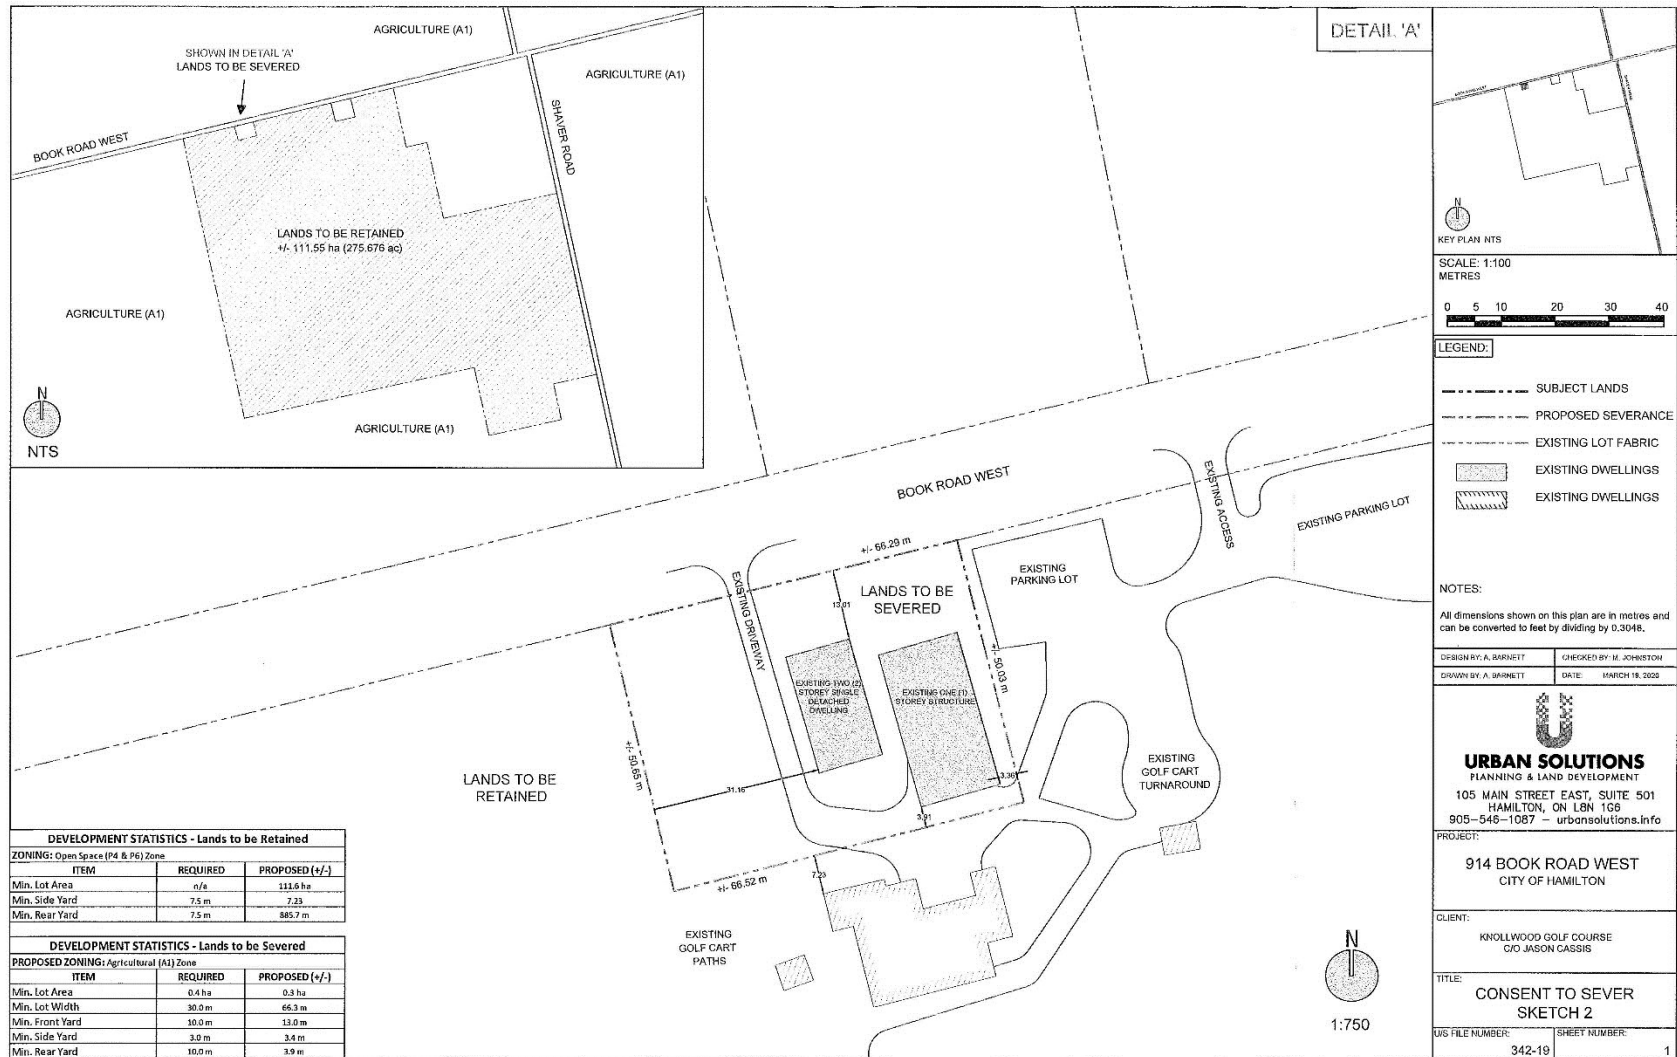 AGRICULTURE (A1)
SHOWN IN DETAIL 'A'
LANDS TO BE SEVERED
AGRICULTURE (A1)
BOOK ROAD WEST
SHAVER ROAD
LANDS TO BE RETAINED
+/- 111.55 ha (275.676 ac)
AGRICULTURE (A1)
AGRICULTURE (A1)
N
NTS
DETAIL 'A'
BOOK ROAD WEST
EXISTING ACCESS
EXISTING PARKING LOT
+/- 66.29 m
EXISTING
PARKING LOT
EXISTING DRIVEWAY
LANDS TO BE
SEVERED
13.01
+/- 50.03 m
EXISTING TWO (2)
STOREY SINGLE
DETACHED
DWELLING
EXISTING ONE (1)
STOREY STRUCTURE
+/- 50.65 m
31.16
3.36
3.91
LANDS TO BE
RETAINED
EXISTING
GOLF CART
TURNAROUND
+/- 66.52 m
7.23
EXISTING
GOLF CART
PATHS
N
1:750
DEVELOPMENT STATISTICS - Lands to be Retained
ZONING: Open Space (P4 & P6) Zone
ITEM REQUIRED PROPOSED (+/-)
Min. Lot Area n/a 111.6 ha
Min. Side Yard 7.5 m 7.23
Min. Rear Yard 7.5 m 885.7 m
DEVELOPMENT STATISTICS - Lands to be Severed
PROPOSED ZONING: Agricultural (A1) Zone
ITEM REQUIRED PROPOSED (+/-)
Min. Lot Area 0.4 ha 0.3 ha
Min. Lot Width 30.0 m 66.3 m
Min. Front Yard 10.0 m 13.0 m
Min. Side Yard 3.0 m 3.4 m
Min. Rear Yard 10.0 m 3.9 m
N
KEY PLAN NTS
SCALE: 1:100
METRES
0 5 10 20 30 40
LEGEND:
SUBJECT LANDS
PROPOSED SEVERANCE
EXISTING LOT FABRIC
EXISTING DWELLINGS
EXISTING DWELLINGS
NOTES:
All dimensions shown on this plan are in metres and
can be converted to feet by dividing by 0.3048.
DESIGN BY: A. BARNETT CHECKED BY: M. JOHNSTON
DRAWN BY: A. BARNETT DATE: MARCH 19, 2020
URBAN SOLUTIONS
PLANNING & LAND DEVELOPMENT
105 MAIN STREET EAST, SUITE 501
HAMILTON, ON L8N 1G6
905-546-1087 - urbansolutions.info
PROJECT:
914 BOOK ROAD WEST
CITY OF HAMILTON
CLIENT:
KNOLLWOOD GOLF COURSE
C/O JASON CASSIS
TITLE:
CONSENT TO SEVER
SKETCH 2
U/S FILE NUMBER: SHEET NUMBER:
342-19 1